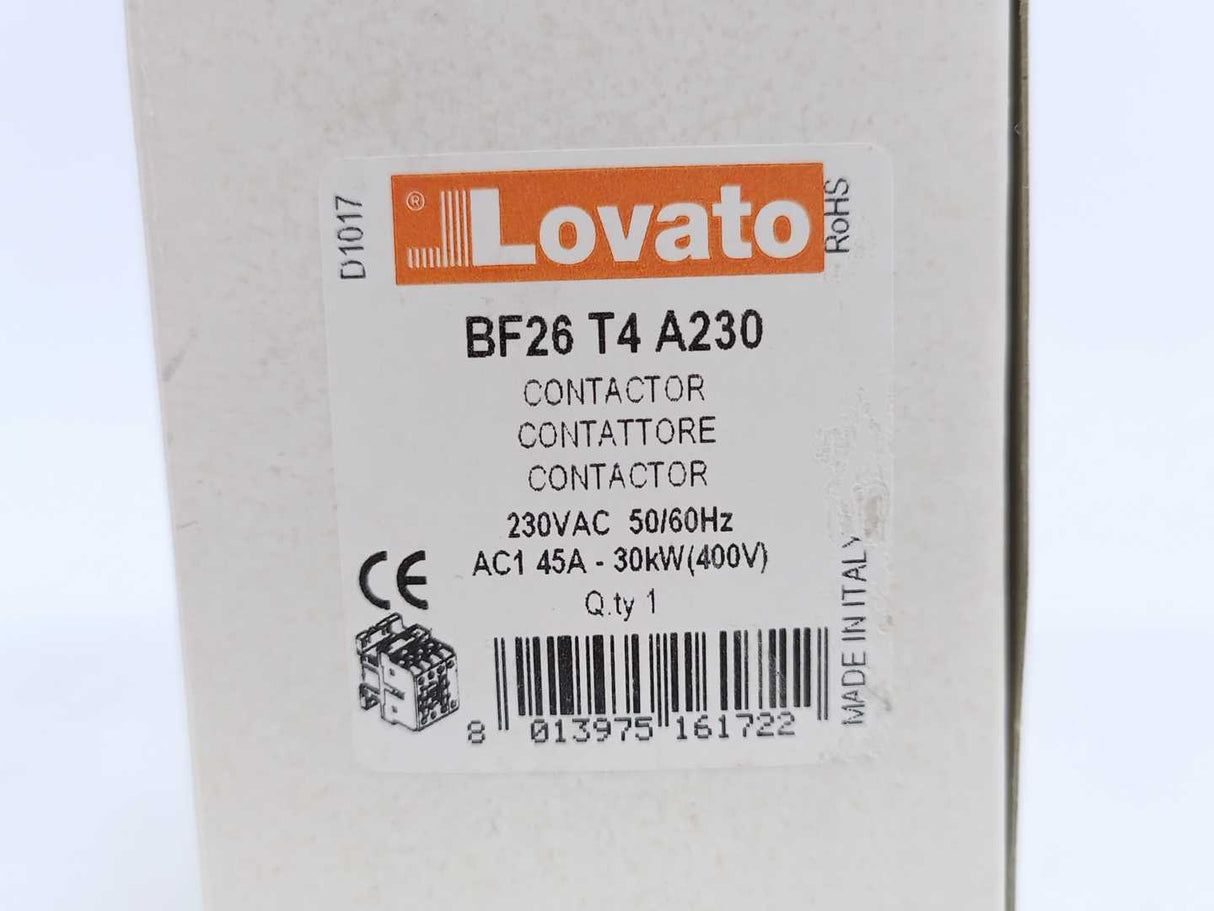 D1017
® Lovato
RoHS
BF26 T4 A230
CONTACTOR
CONTATTORE
CONTACTOR
230VAC 50/60Hz
AC1 45A - 30kW(400V)
CE
Q.ty 1
MADE IN ITALY
8 013975 161722